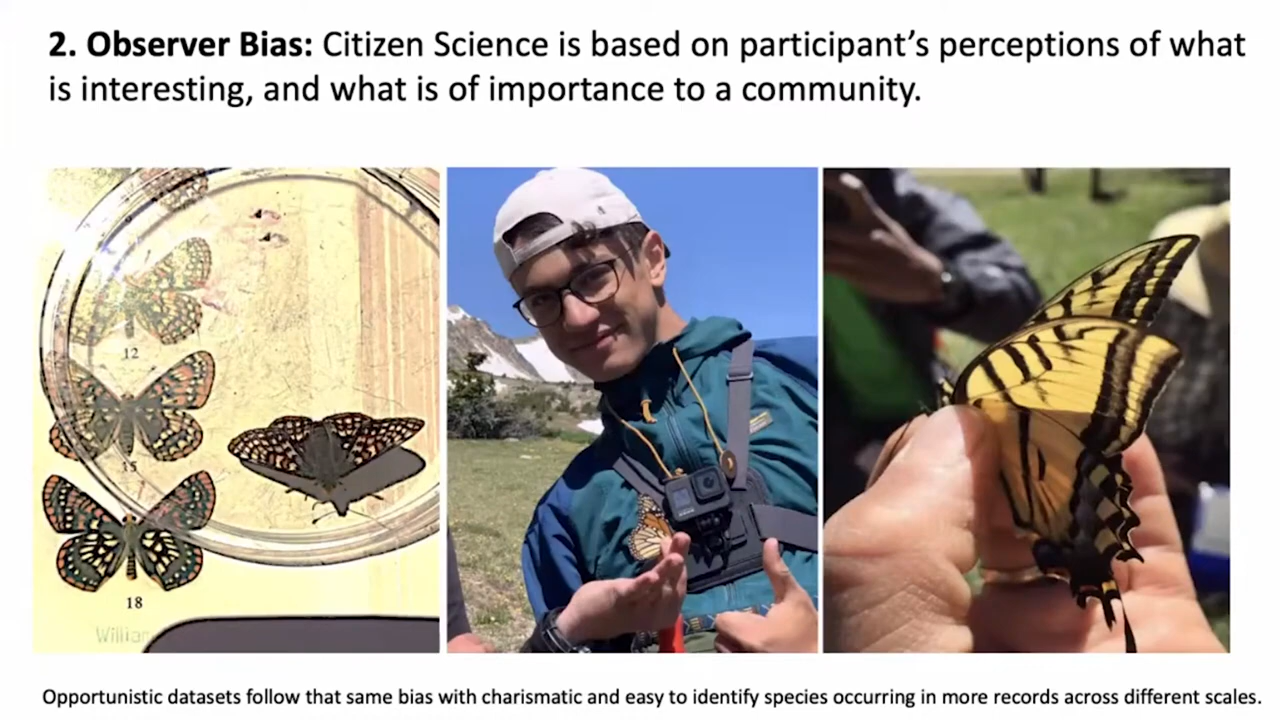 2. Observer Bias: Citizen Science is based on participant’s perceptions of what
is interesting, and what is of importance to a community.
12
15
18
Opportunistic datasets follow that same bias with charismatic and easy to identify species occurring in more records across different scales.